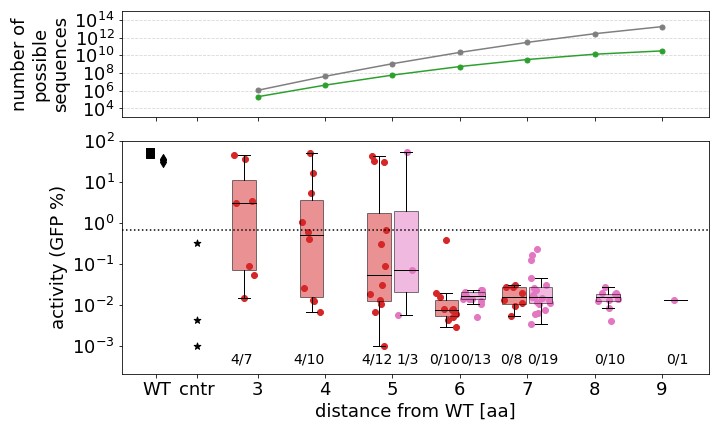 number of
possible
sequences
10^14
10^12
10^10
10^8
10^6
10^4
activity (GFP %)
10^2
10^1
10^0
10^−1
10^−2
10^−3
4/7 4/10 4/12 1/3 0/10 0/13 0/8 0/19 0/10 0/1
WT cntr 3 4 5 6 7 8 9
distance from WT [aa]